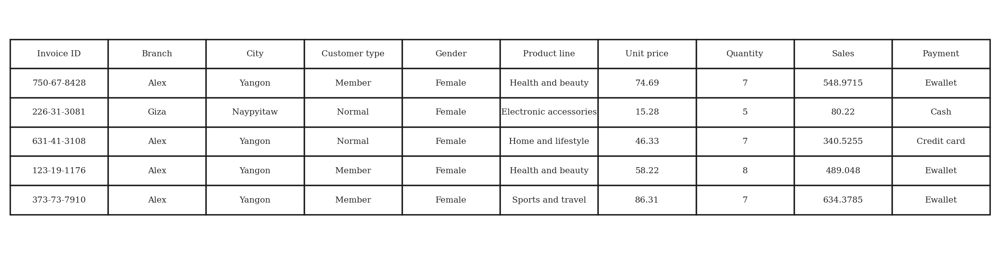 Invoice ID Branch City Customer type Gender Product line Unit price Quantity Sales Payment
750-67-8428 Alex Yangon Member Female Health and beauty 74.69 7 548.9715 Ewallet
226-31-3081 Giza Naypyitaw Normal Female Electronic accessories 15.28 5 80.22 Cash
631-41-3108 Alex Yangon Normal Female Home and lifestyle 46.33 7 340.5255 Credit card
123-19-1176 Alex Yangon Member Female Health and beauty 58.22 8 489.048 Ewallet
373-73-7910 Alex Yangon Member Female Sports and travel 86.31 7 634.3785 Ewallet